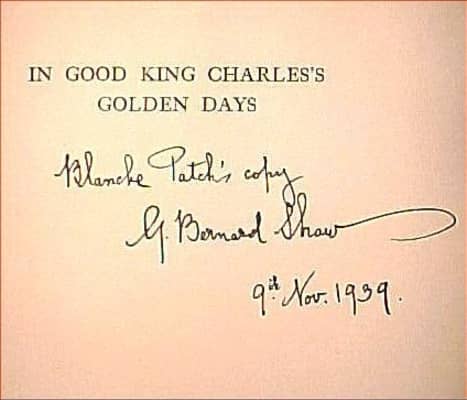 IN GOOD KING CHARLES'S
GOLDEN DAYS
Blanche Patch's copy
G. Bernard Shaw
9th Nov. 1939.